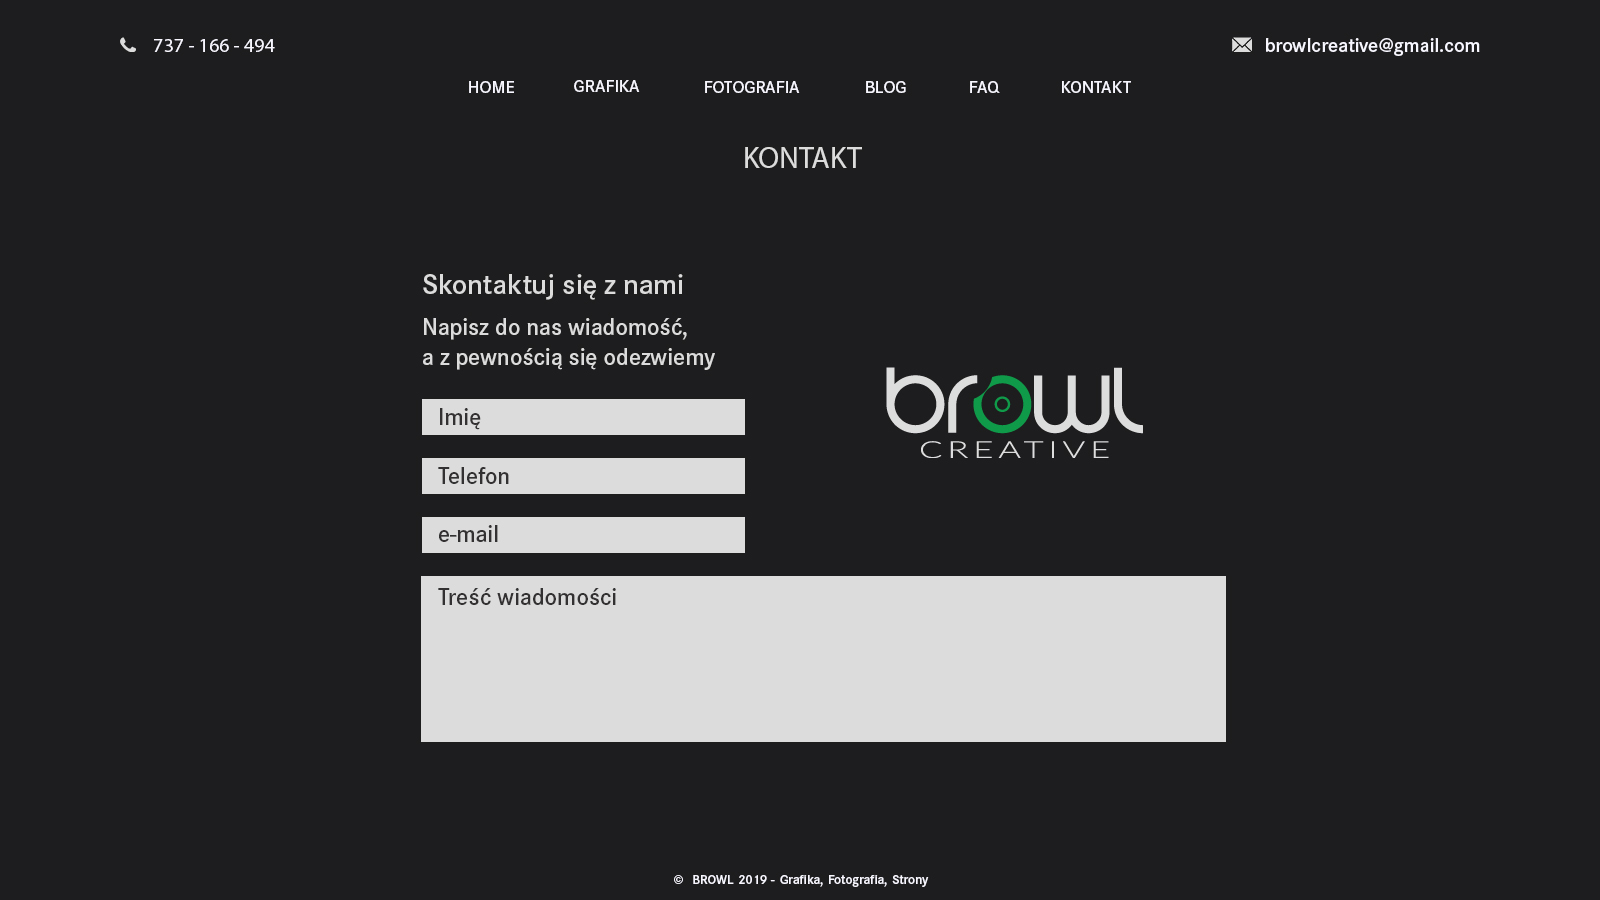 737 - 166 - 494
browlcreative@gmail.com
HOME GRAFIKA FOTOGRAFIA BLOG FAQ KONTAKT
KONTAKT
Skontaktuj się z nami
Napisz do nas wiadomość,
a z pewnością się odezwiemy
Imię
Telefon
e-mail
Treść wiadomości
browl
CREATIVE
© BROWL 2019 - Grafika, Fotografia, Strony